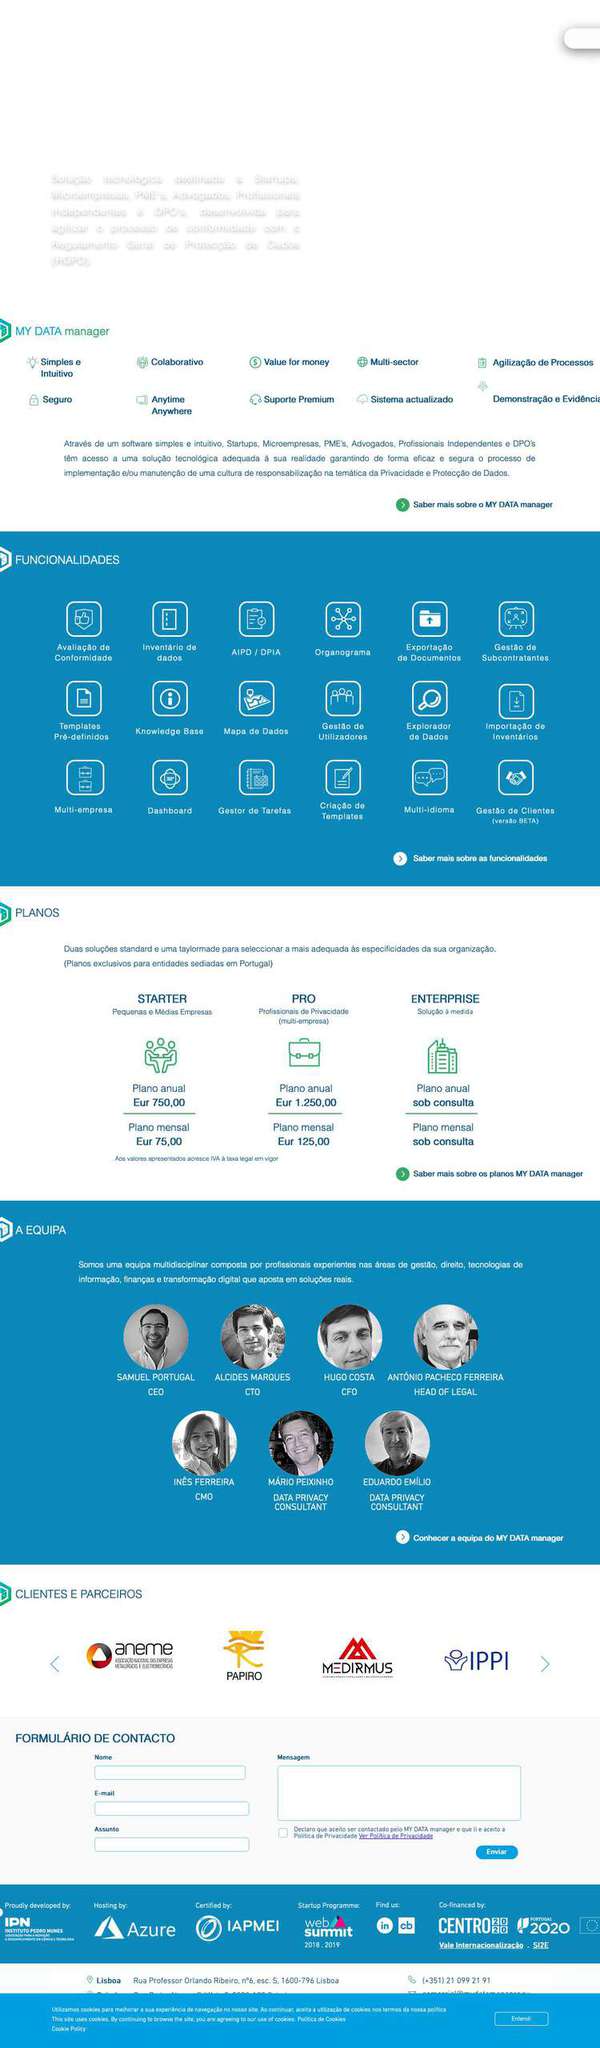 Solução tecnológica destinada a Startups,
Microempresas, PME's, Advogados, Profissionais
Independentes e DPO's, desenvolvida para
agilizar o processo de conformidade com o
Regulamento Geral de Protecção de Dados
(RGPD).
MY DATA manager
Simples e
Intuitivo
Colaborativo
Value for money
Multi-sector
Agilização de Processos
Seguro
Anytime
Anywhere
Suporte Premium
Sistema actualizado
Demonstração e Evidência
Através de um software simples e intuitivo, Startups, Microempresas, PME's, Advogados, Profissionais Independentes e DPO's
têm acesso a uma solução tecnológica adequada à sua realidade garantindo de forma eficaz e segura o processo de
implementação e/ou manutenção de uma cultura de responsabilização na temática da Privacidade e Protecção de Dados.
Saber mais sobre o MY DATA manager
FUNCIONALIDADES
Avaliação de
Conformidade
Inventário de
dados
AIPD / DPIA
Organograma
Exportação
de Documentos
Gestão de
Subcontratantes
Templates
Pré-definidos
Knowledge Base
Mapa de Dados
Gestão de
Utilizadores
Explorador
de Dados
Importação de
Inventários
Multi-empresa
Dashboard
Gestor de Tarefas
Criação de
Templates
Multi-idioma
Gestão de Clientes
(versão BETA)
Saber mais sobre as funcionalidades
PLANOS
Duas soluções standard e uma taylormade para seleccionar a mais adequada às especificidades da sua organização.
(Planos exclusivos para entidades sediadas em Portugal)
STARTER
Pequenas e Médias Empresas
PRO
Profissionais de Privacidade
(multi-empresa)
ENTERPRISE
Solução à medida
Plano anual
Eur 750,00
Plano anual
Eur 1.250,00
Plano anual
sob consulta
Plano mensal
Eur 75,00
Plano mensal
Eur 125,00
Plano mensal
sob consulta
Aos valores apresentados acresce IVA à taxa legal em vigor
Saber mais sobre os planos MY DATA manager
A EQUIPA
Somos uma equipa multidisciplinar composta por profissionais experientes nas áreas de gestão, direito, tecnologias de
informação, finanças e transformação digital que aposta em soluções reais.
SAMUEL PORTUGAL
CEO
ALCIDES MARQUES
CTO
HUGO COSTA
CFO
ANTÓNIO PACHECO FERREIRA
HEAD OF LEGAL
INÊS FERREIRA
CMO
MÁRIO PEIXINHO
DATA PRIVACY
CONSULTANT
EDUARDO EMÍLIO
DATA PRIVACY
CONSULTANT
Conhecer a equipa do MY DATA manager
CLIENTES E PARCEIROS
aneme
PAPIRO
MEDIRMUS
IPPI
FORMULÁRIO DE CONTACTO
Nome
Mensagem
E-mail
Assunto
Declaro que aceito ser contactado pelo MY DATA manager e que li e aceito a
Política de Privacidade Ver Política de Privacidade
Enviar
Proudly developed by:
IPN
INSTITUTO PEDRO NUNES
Hosting by:
Azure
Certified by:
IAPMEI
Startup Programme:
web
summit
2018 . 2019
Find us:
in cb
Co-financed by:
CENTRO 2020
PORTUGAL
2020
Vale Internacionalização . SI2E
Lisboa Rua Professor Orlando Ribeiro, nº6, esc. 5, 1600-796 Lisboa
(+351) 21 099 21 91
Utilizamos cookies para melhorar a sua experiência de navegação no nosso site. Ao continuar, aceita a utilização de cookies nos termos da nossa política
This site uses cookies. By continuing to browse the site, you are agreeing to our use of cookies. Política de Cookies
Cookie Policy
Entendi